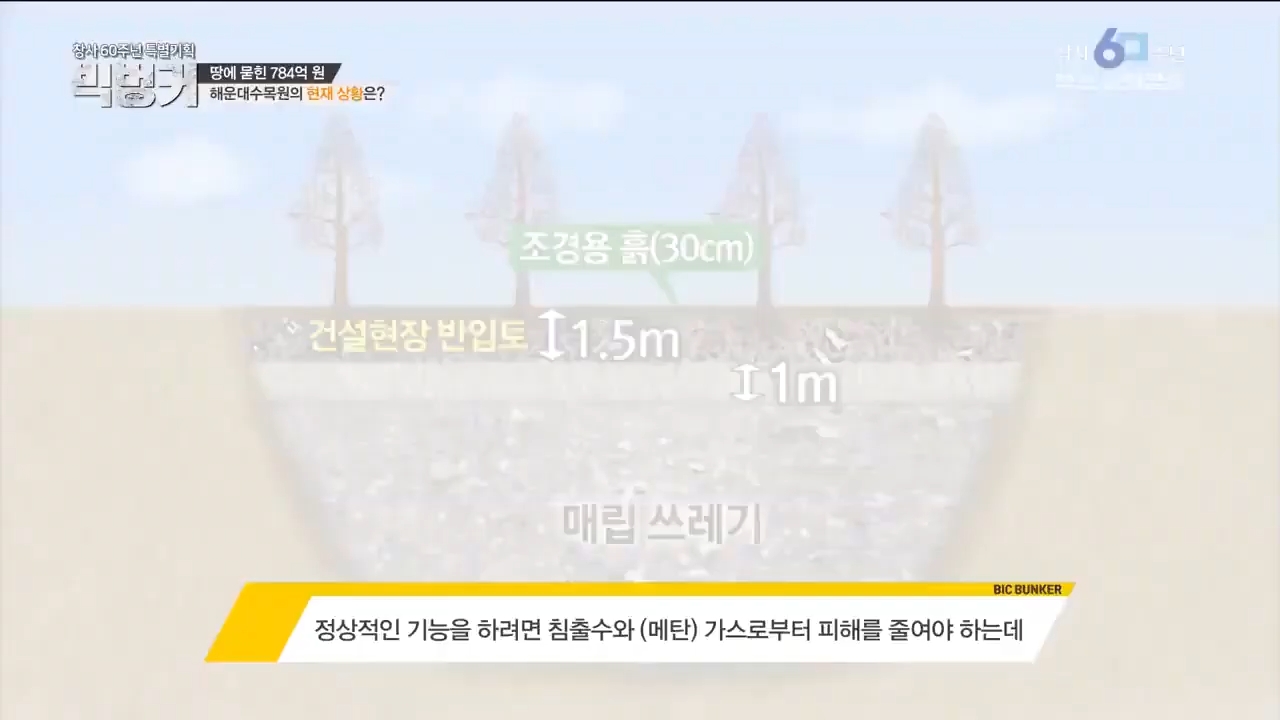 창사 60주년 특별기획
빅벙커
땅에 묻힌 784억 원
해운대수목원의 현재 상황은?
60
조경용 흙(30cm)
건설현장 반입토
1.5m
1m
매립 쓰레기
BIC BUNKER
정상적인 기능을 하려면 침출수와 (메탄) 가스로부터 피해를 줄여야 하는데